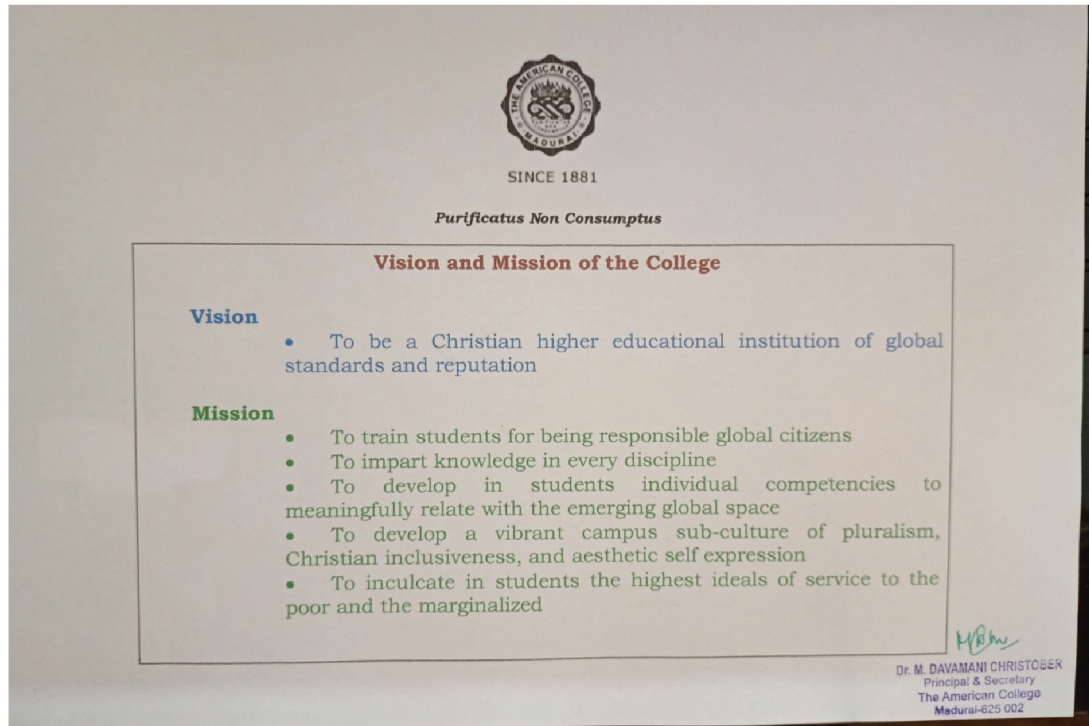 THE AMERICAN COLLEGE
MADURAI
SINCE 1881
Purificatus Non Consumptus
Vision and Mission of the College
Vision
• To be a Christian higher educational institution of global
standards and reputation
Mission
• To train students for being responsible global citizens
• To impart knowledge in every discipline
• To develop in students individual competencies to
meaningfully relate with the emerging global space
• To develop a vibrant campus sub-culture of pluralism,
Christian inclusiveness, and aesthetic self expression
• To inculcate in students the highest ideals of service to the
poor and the marginalized
Dr. M. DAVAMANI CHRISTOBER
Principal & Secretary
The American College
Madurai-625 002